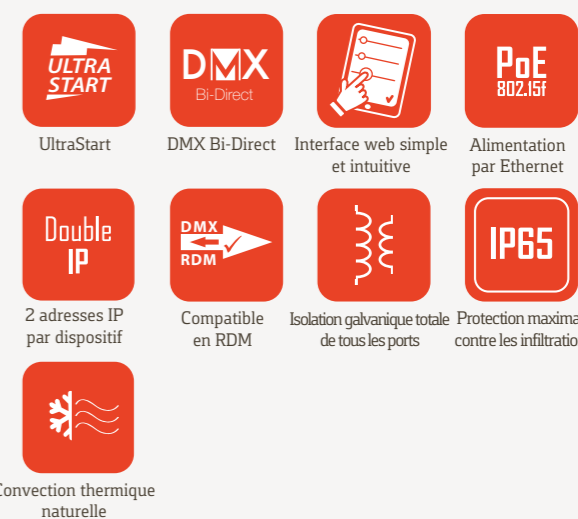 ULTRA
START
UltraStart
DMX
Bi-Direct
DMX Bi-Direct
Interface web simple
et intuitive
PoE
802.15f
Alimentation
par Ethernet
Double
IP
2 adresses IP
par dispositif
DMX
RDM
Compatible
en RDM
Isolation galvanique totale
de tous les ports
IP65
Protection maxima
contre les infiltratio
Convection thermique
naturelle